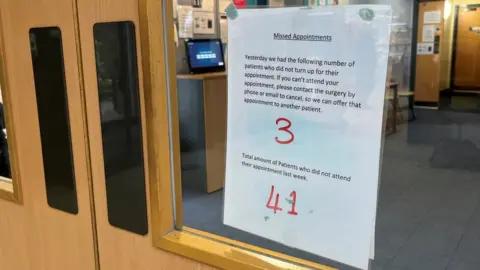 Missed Appointments
Yesterday we had the following number of
patients who did not turn up for their
appointment. If you can't attend your
appointment, please contact the surgery by
phone or email to cancel, so we can offer that
appointment to another patient.
3
Total amount of Patients who did not attend
their appointment last week.
41